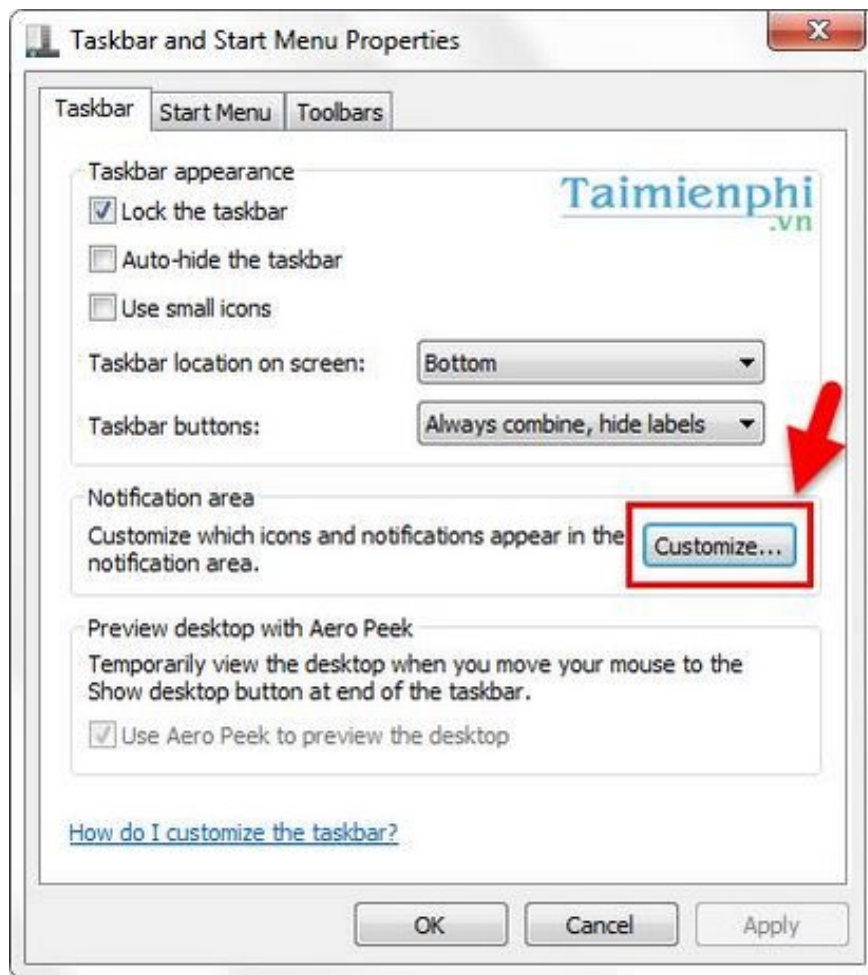 Taskbar and Start Menu Properties
Taskbar
Start Menu
Toolbars
Taskbar appearance
Taimienphi
.vn
Lock the taskbar
Auto-hide the taskbar
Use small icons
Taskbar location on screen:
Bottom
Taskbar buttons:
Always combine, hide labels
Notification area
Customize which icons and notifications appear in the
notification area.
Customize...
Preview desktop with Aero Peek
Temporarily view the desktop when you move your mouse to the
Show desktop button at end of the taskbar.
Use Aero Peek to preview the desktop
How do I customize the taskbar?
OK
Cancel
Apply